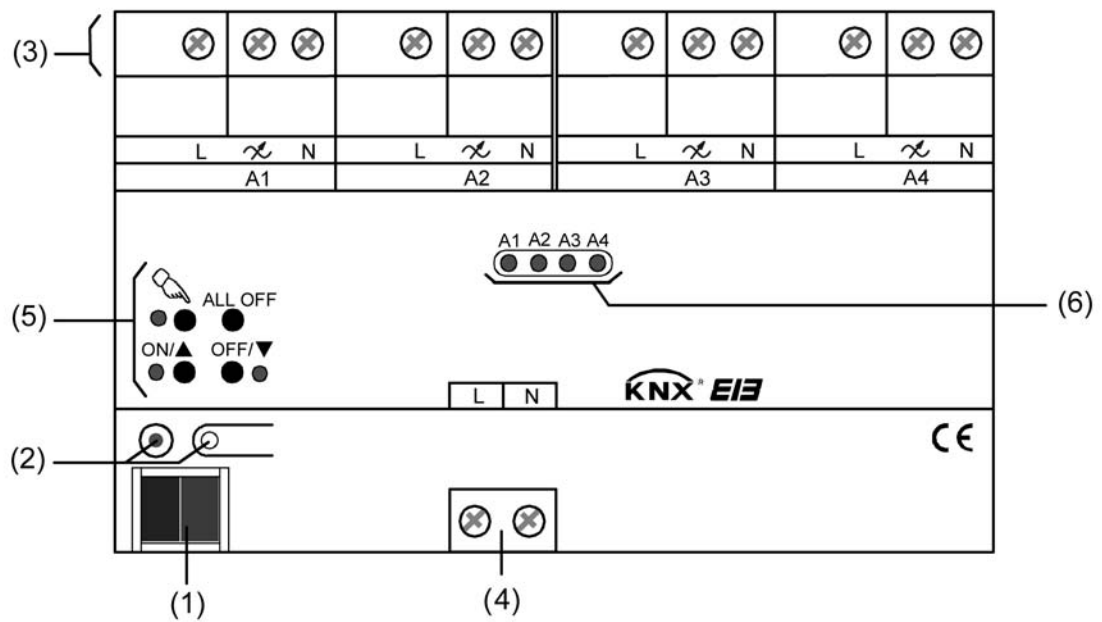 (3)
L N L N L N L N
A1 A2 A3 A4
A1 A2 A3 A4
(6)
(5)
ALL OFF
ON/▲ OFF/▼
L N
KNX® EIB
(2)
CE
(1)
(4)